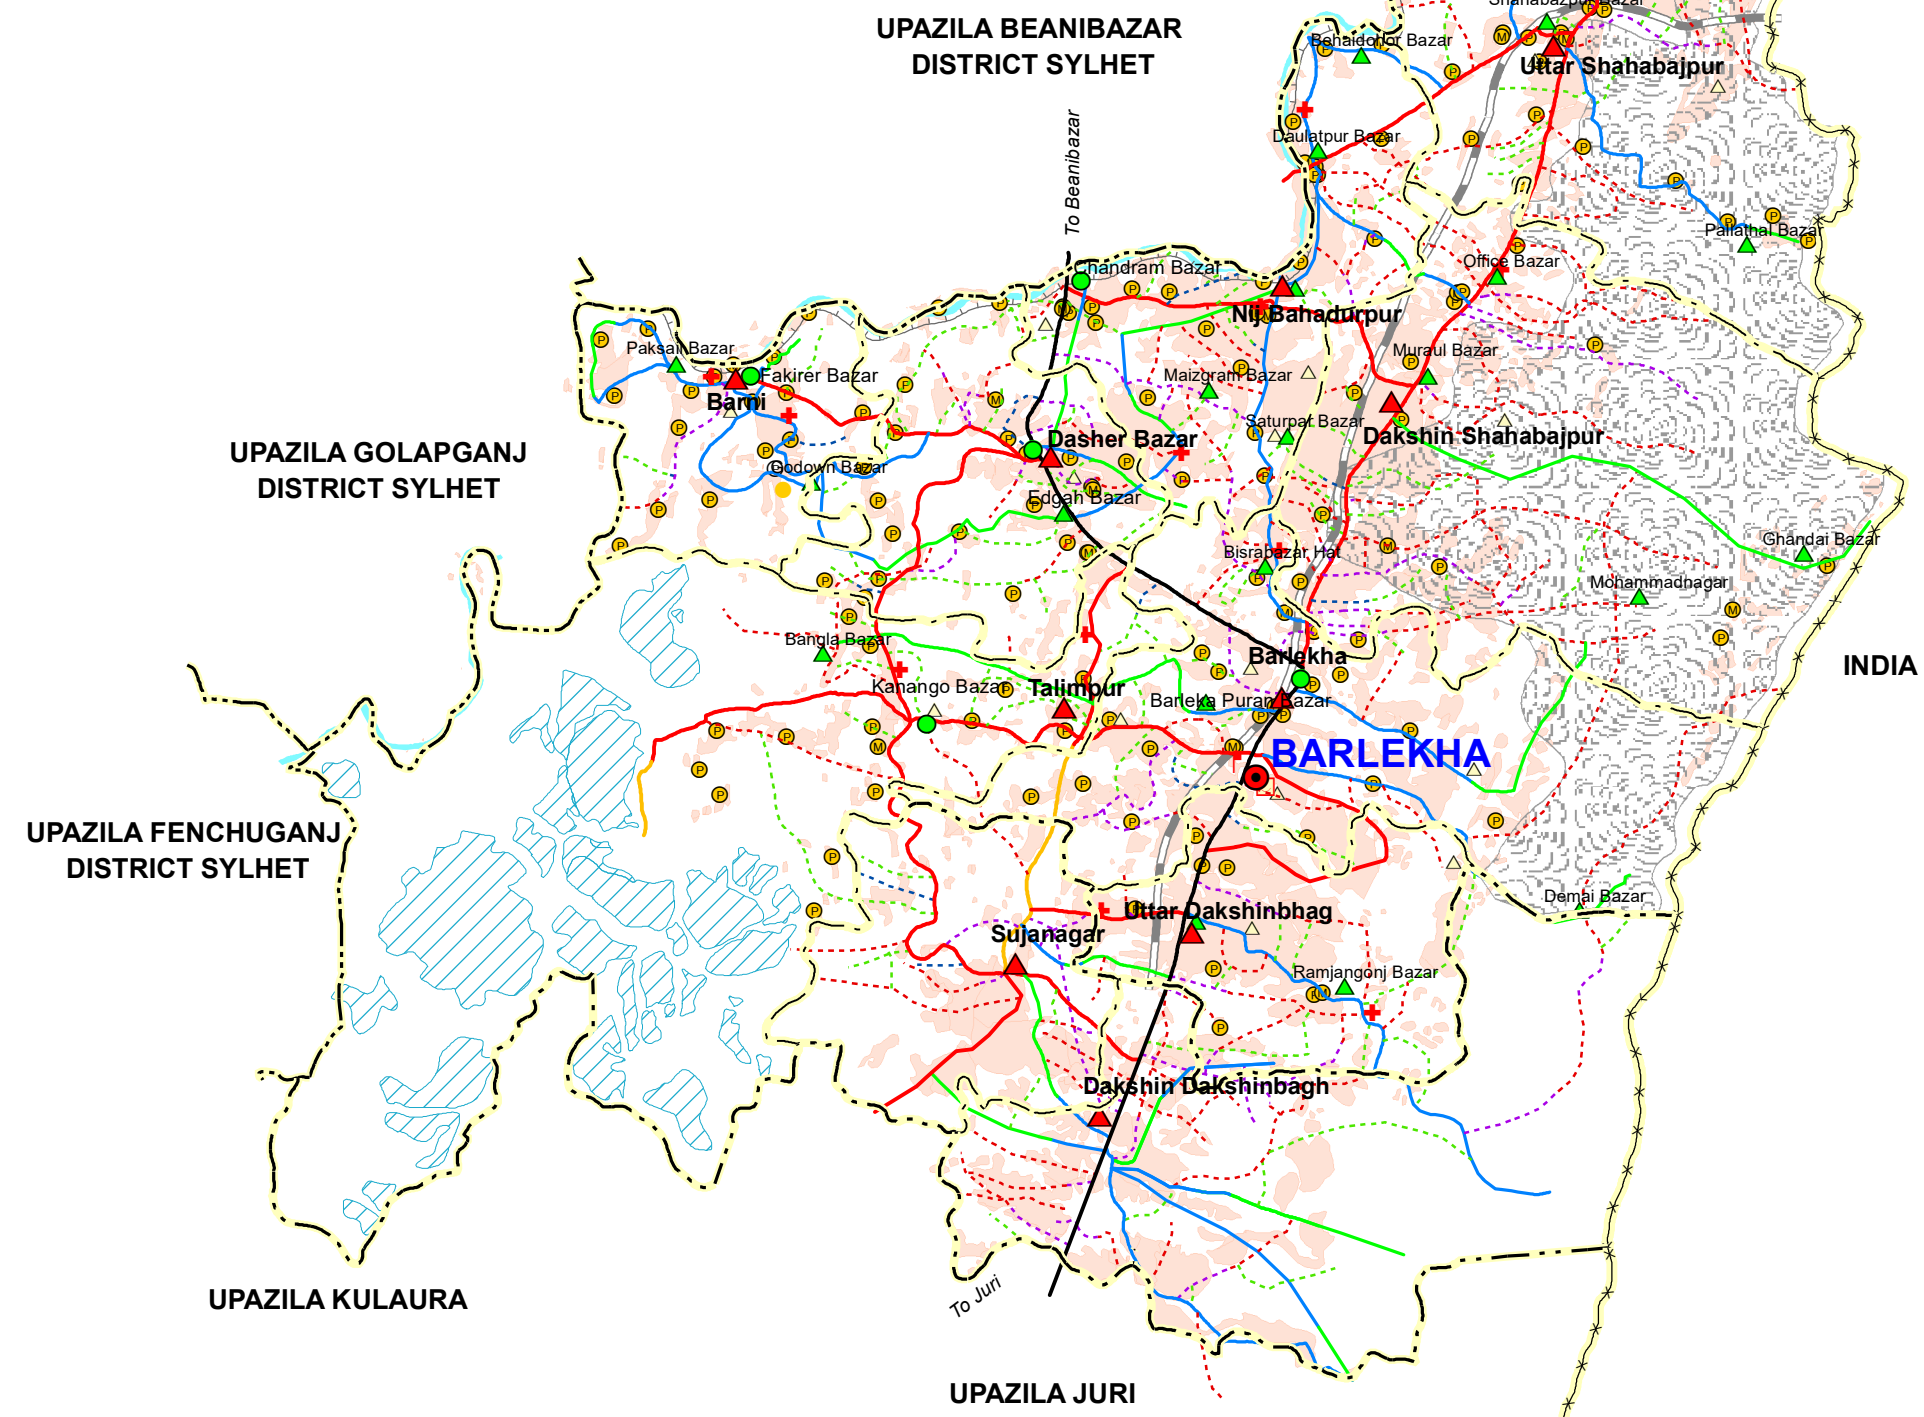 Shahabazpur Bazar
UPAZILA BEANIBAZAR
DISTRICT SYLHET
Uttar Shahabajpur
Daulatpur Bazar
To Beanibazar
Pallathal Bazar
Office Bazar
Chandram Bazar
Nij Bahadurpur
Paksail Bazar
Muraul Bazar
Fakirer Bazar
Maizgram Bazar
Barni
Saturpar Bazar
Dakshin Shahabajpur
Dasher Bazar
UPAZILA GOLAPGANJ
DISTRICT SYLHET
Godown Bazar
Edgah Bazar
Ghandai Bazar
Bisrabazar Hat
Mohammadnagar
Bangla Bazar
Barlekha
INDIA
Kanango Bazar
Talimpur
Barleka Puran Bazar
BARLEKHA
UPAZILA FENCHUGANJ
DISTRICT SYLHET
Demai Bazar
Uttar Dakshinbhag
Sujanagar
Ramjangonj Bazar
Dakshin Dakshinbagh
To Juri
UPAZILA KULAURA
UPAZILA JURI